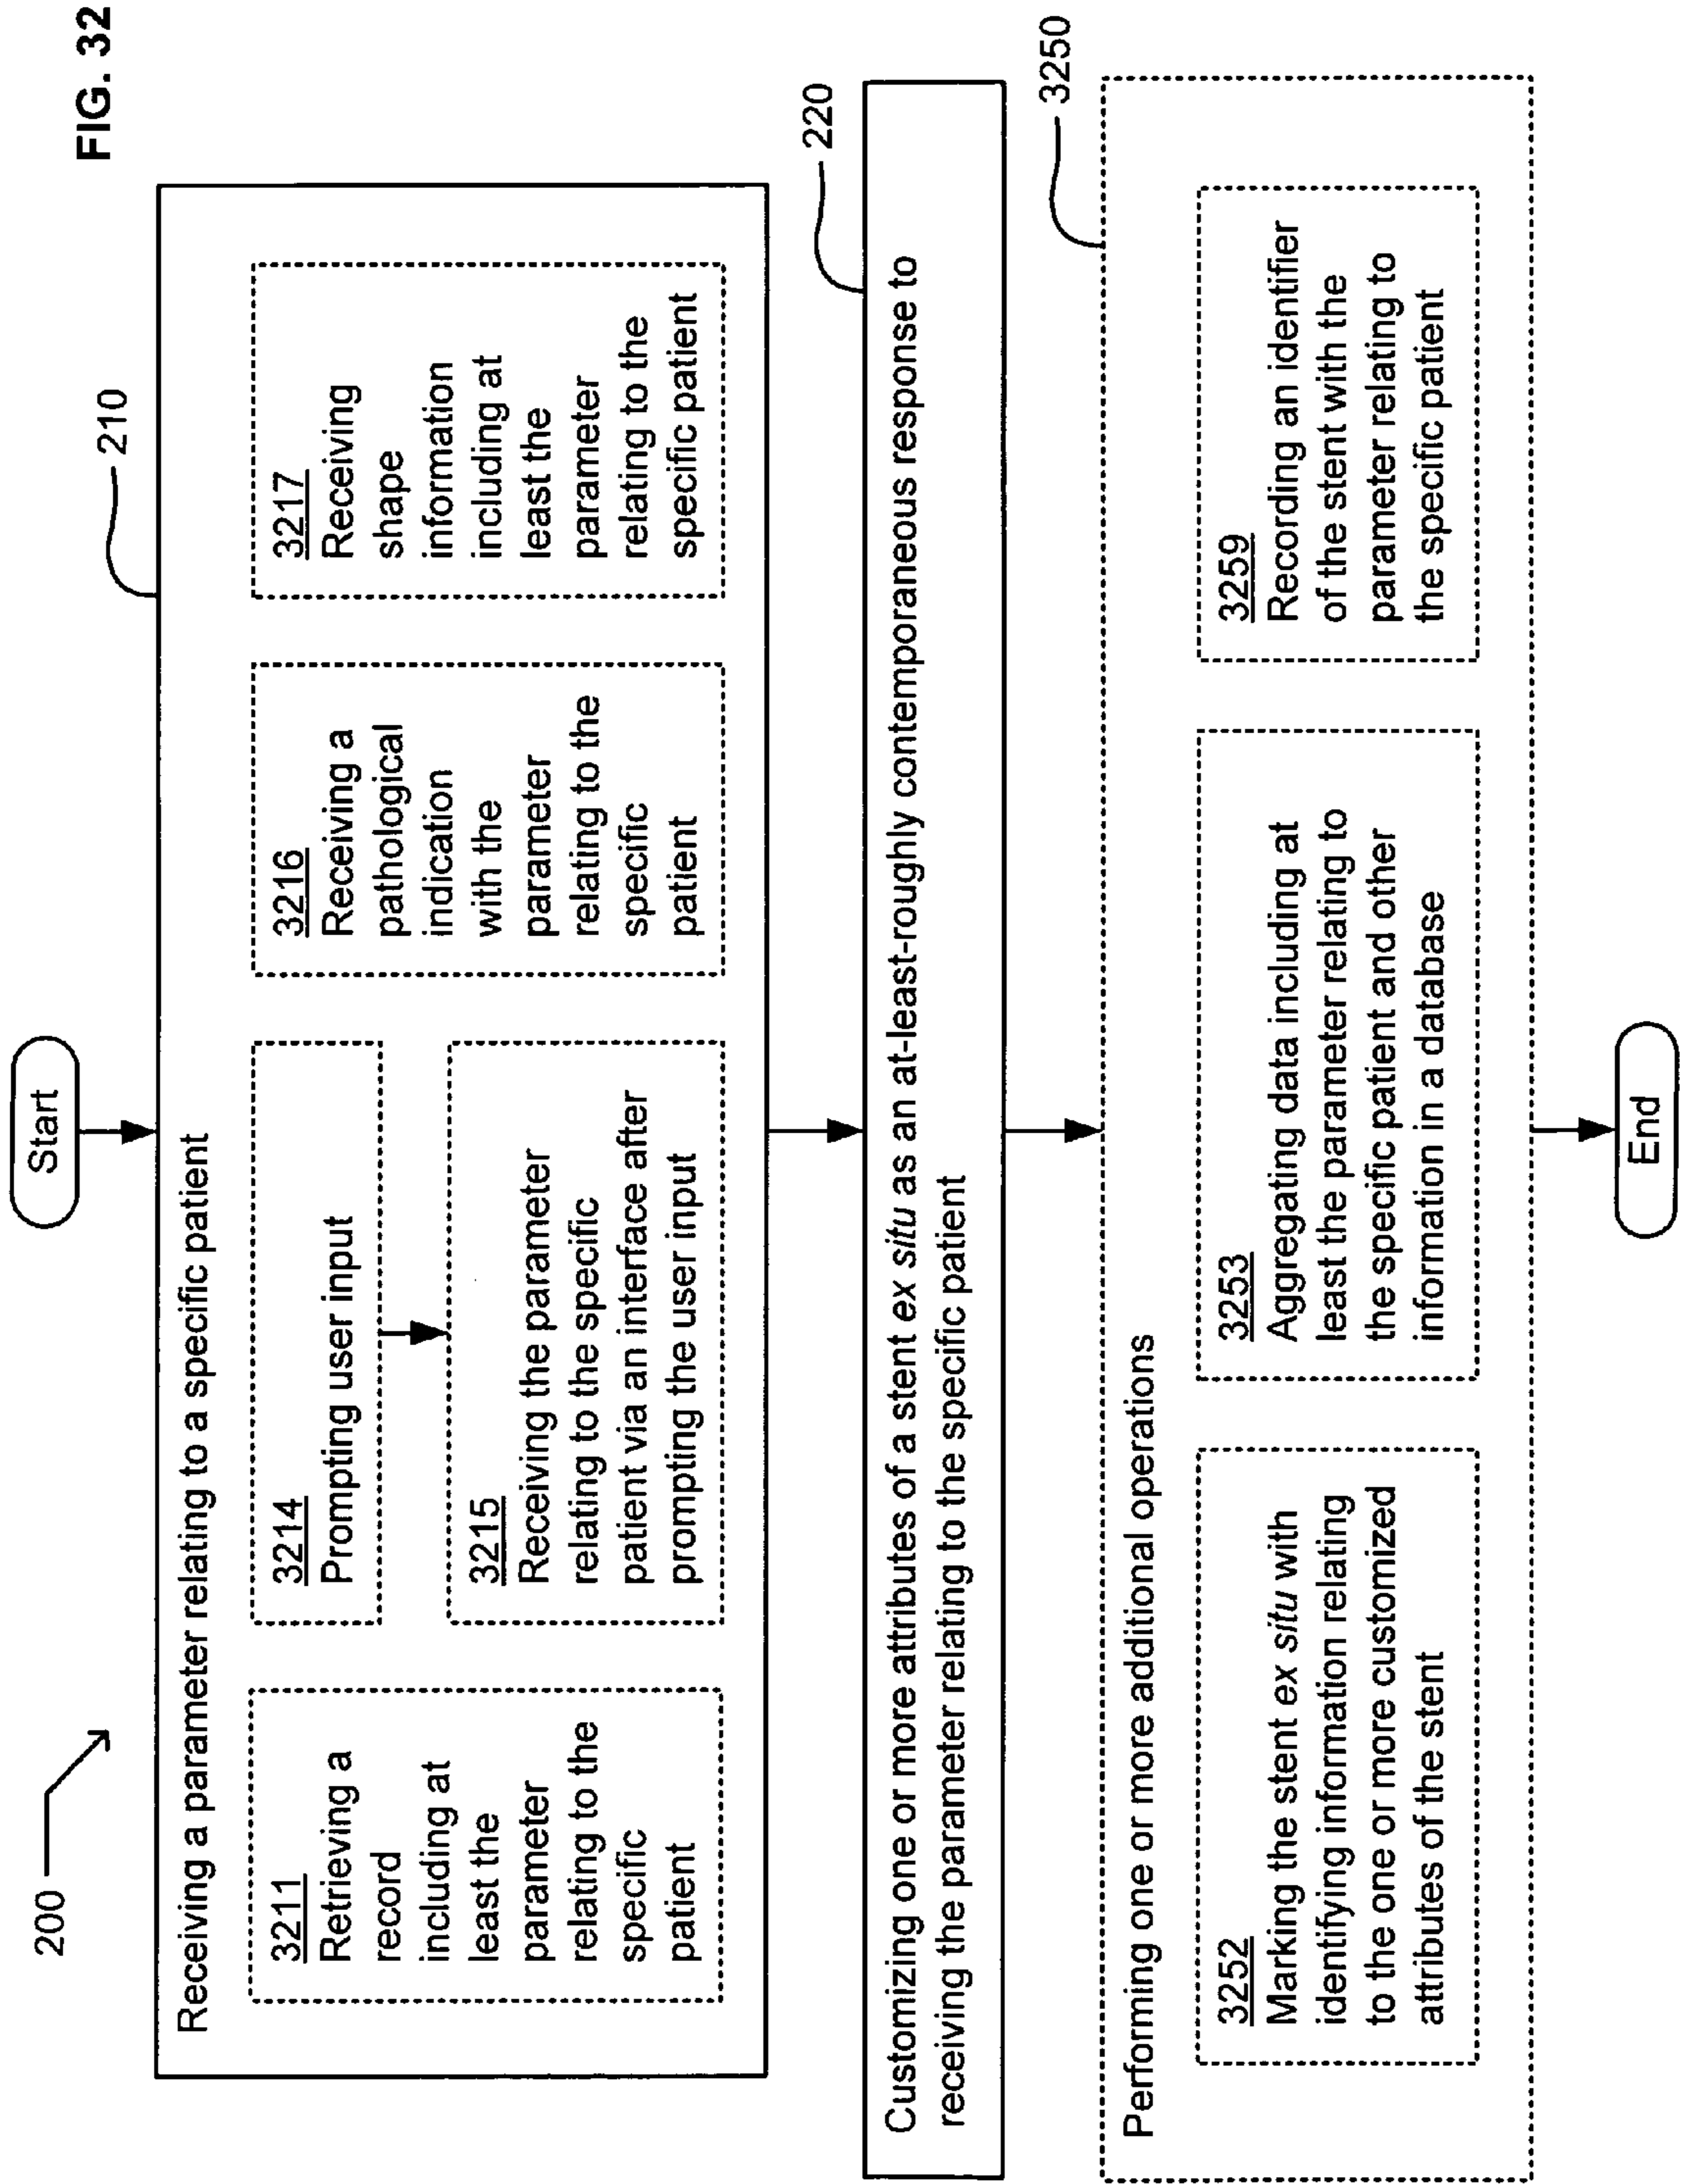 FIG. 32
200
Start
210
Receiving a parameter relating to a specific patient
3211
Retrieving a
record
including at
least the
parameter
relating to the
specific
patient
3214
Prompting user input
3215
Receiving the parameter
relating to the specific
patient via an interface after
prompting the user input
3216
Receiving a
pathological
indication
with the
parameter
relating to the
specific
patient
3217
Receiving
shape
information
including at
least the
parameter
relating to the
specific patient
220
Customizing one or more attributes of a stent ex situ as an at-least-roughly contemporaneous response to
receiving the parameter relating to the specific patient
3250
Performing one or more additional operations
3252
Marking the stent ex situ with
identifying information relating
to the one or more customized
attributes of the stent
3253
Aggregating data including at
least the parameter relating to
the specific patient and other
information in a database
3259
Recording an identifier
of the stent with the
parameter relating to
the specific patient
End